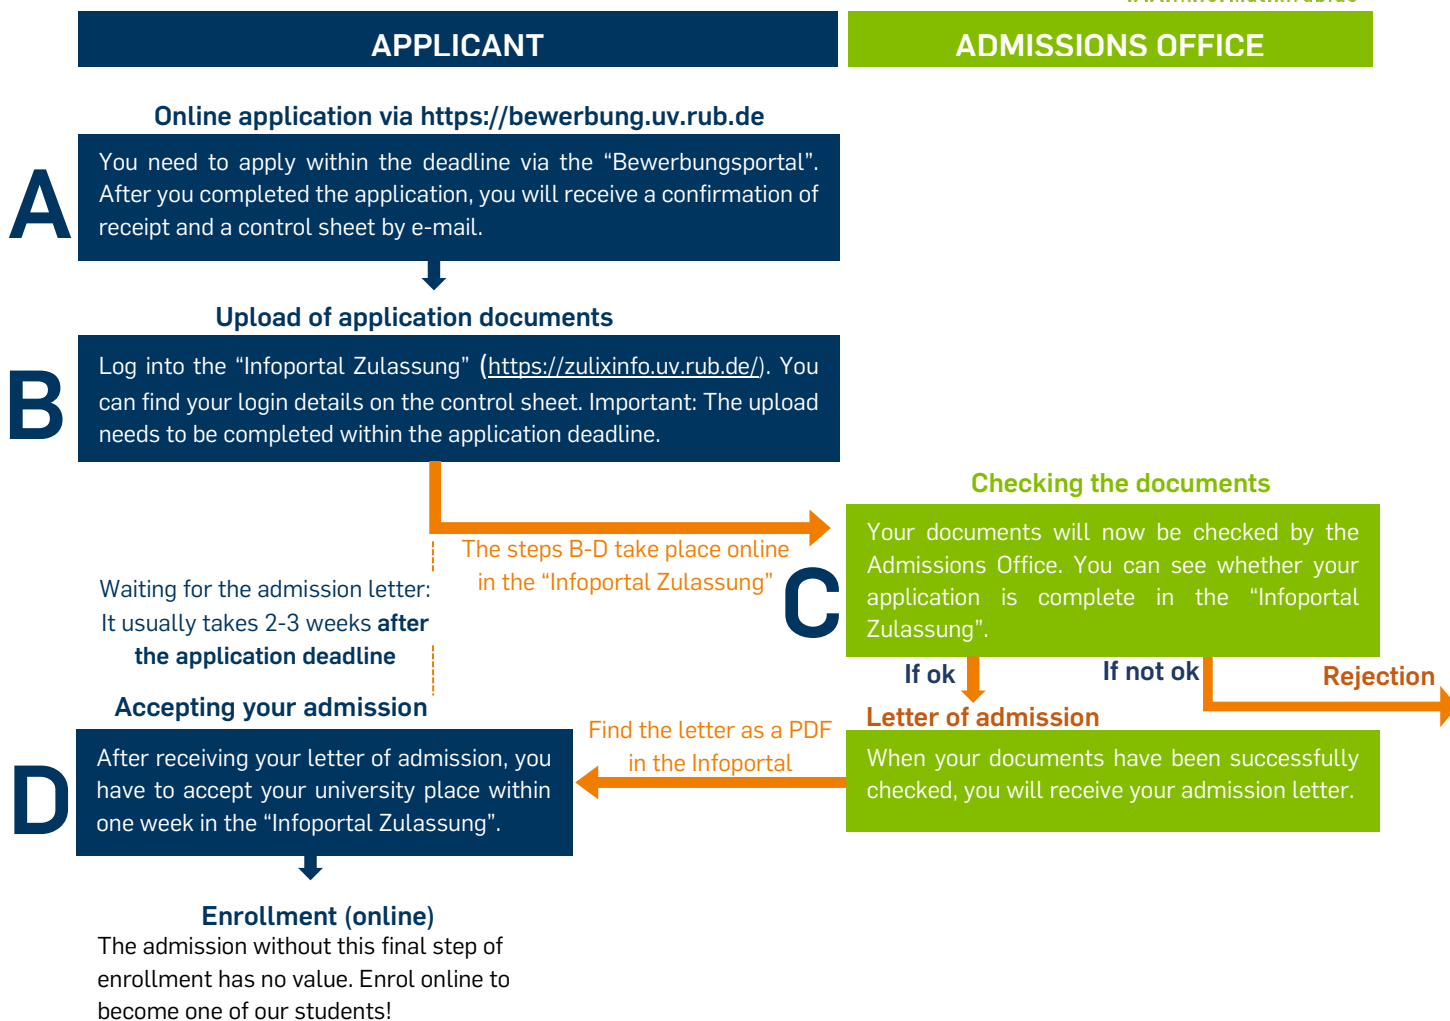 APPLICANT
ADMISSIONS OFFICE
Online application via https://bewerbung.uv.rub.de
A
You need to apply within the deadline via the “Bewerbungsportal”.
After you completed the application, you will receive a confirmation of
receipt and a control sheet by e-mail.
Upload of application documents
B
Log into the “Infoportal Zulassung” (https://zulixinfo.uv.rub.de/). You
can find your login details on the control sheet. Important: The upload
needs to be completed within the application deadline.
The steps B-D take place online
in the “Infoportal Zulassung”
Checking the documents
C
Your documents will now be checked by the
Admissions Office. You can see whether your
application is complete in the “Infoportal
Zulassung”.
Waiting for the admission letter:
It usually takes 2-3 weeks after
the application deadline
If ok
If not ok
Rejection
Letter of admission
When your documents have been successfully
checked, you will receive your admission letter.
Find the letter as a PDF
in the Infoportal
Accepting your admission
D
After receiving your letter of admission, you
have to accept your university place within
one week in the “Infoportal Zulassung”.
Enrollment (online)
The admission without this final step of
enrollment has no value. Enrol online to
become one of our students!